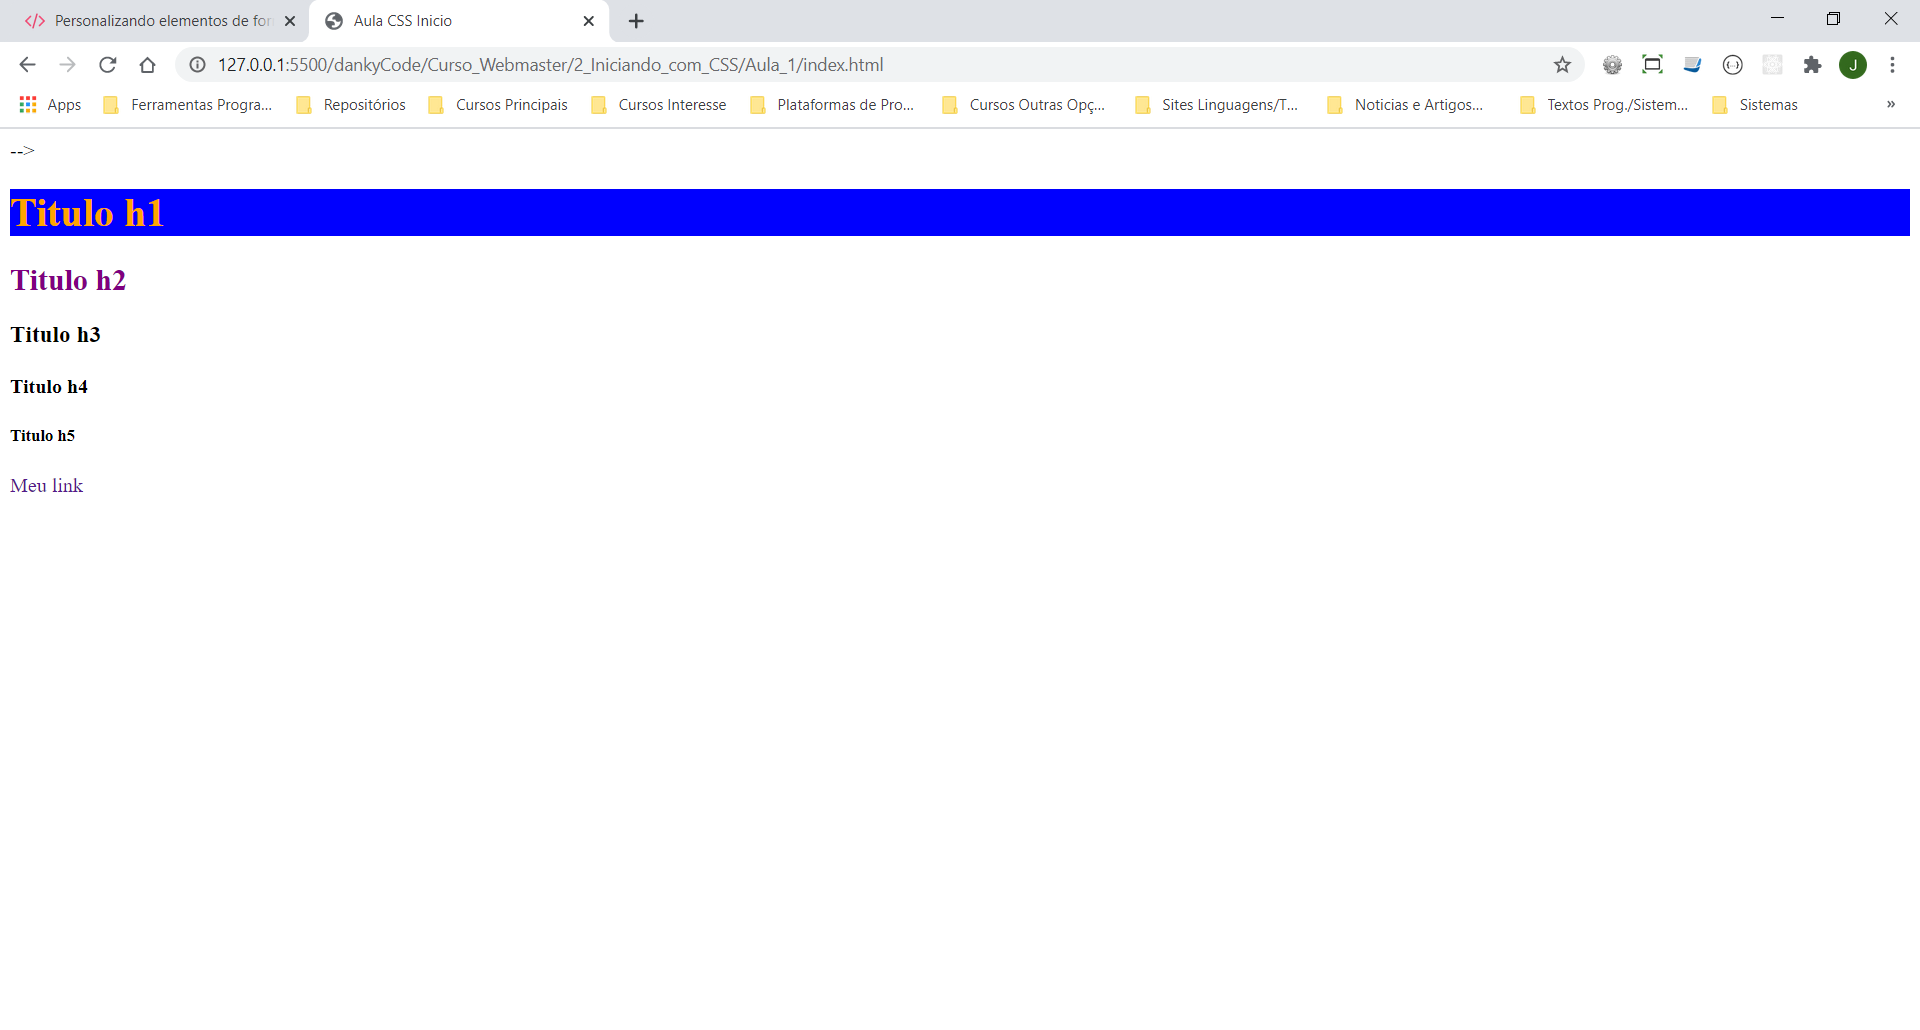 Personalizando elementos de for
Aula CSS Inicio
127.0.0.1:5500/dankyCode/Curso_Webmaster/2_Iniciando_com_CSS/Aula_1/index.html
J
Apps Ferramentas Progra... Repositórios Cursos Principais Cursos Interesse Plataformas de Pro... Cursos Outras Opç... Sites Linguagens/T... Noticias e Artigos... Textos Prog./Sistem... Sistemas »
-->
Titulo h1
Titulo h2
Titulo h3
Titulo h4
Titulo h5
Meu link